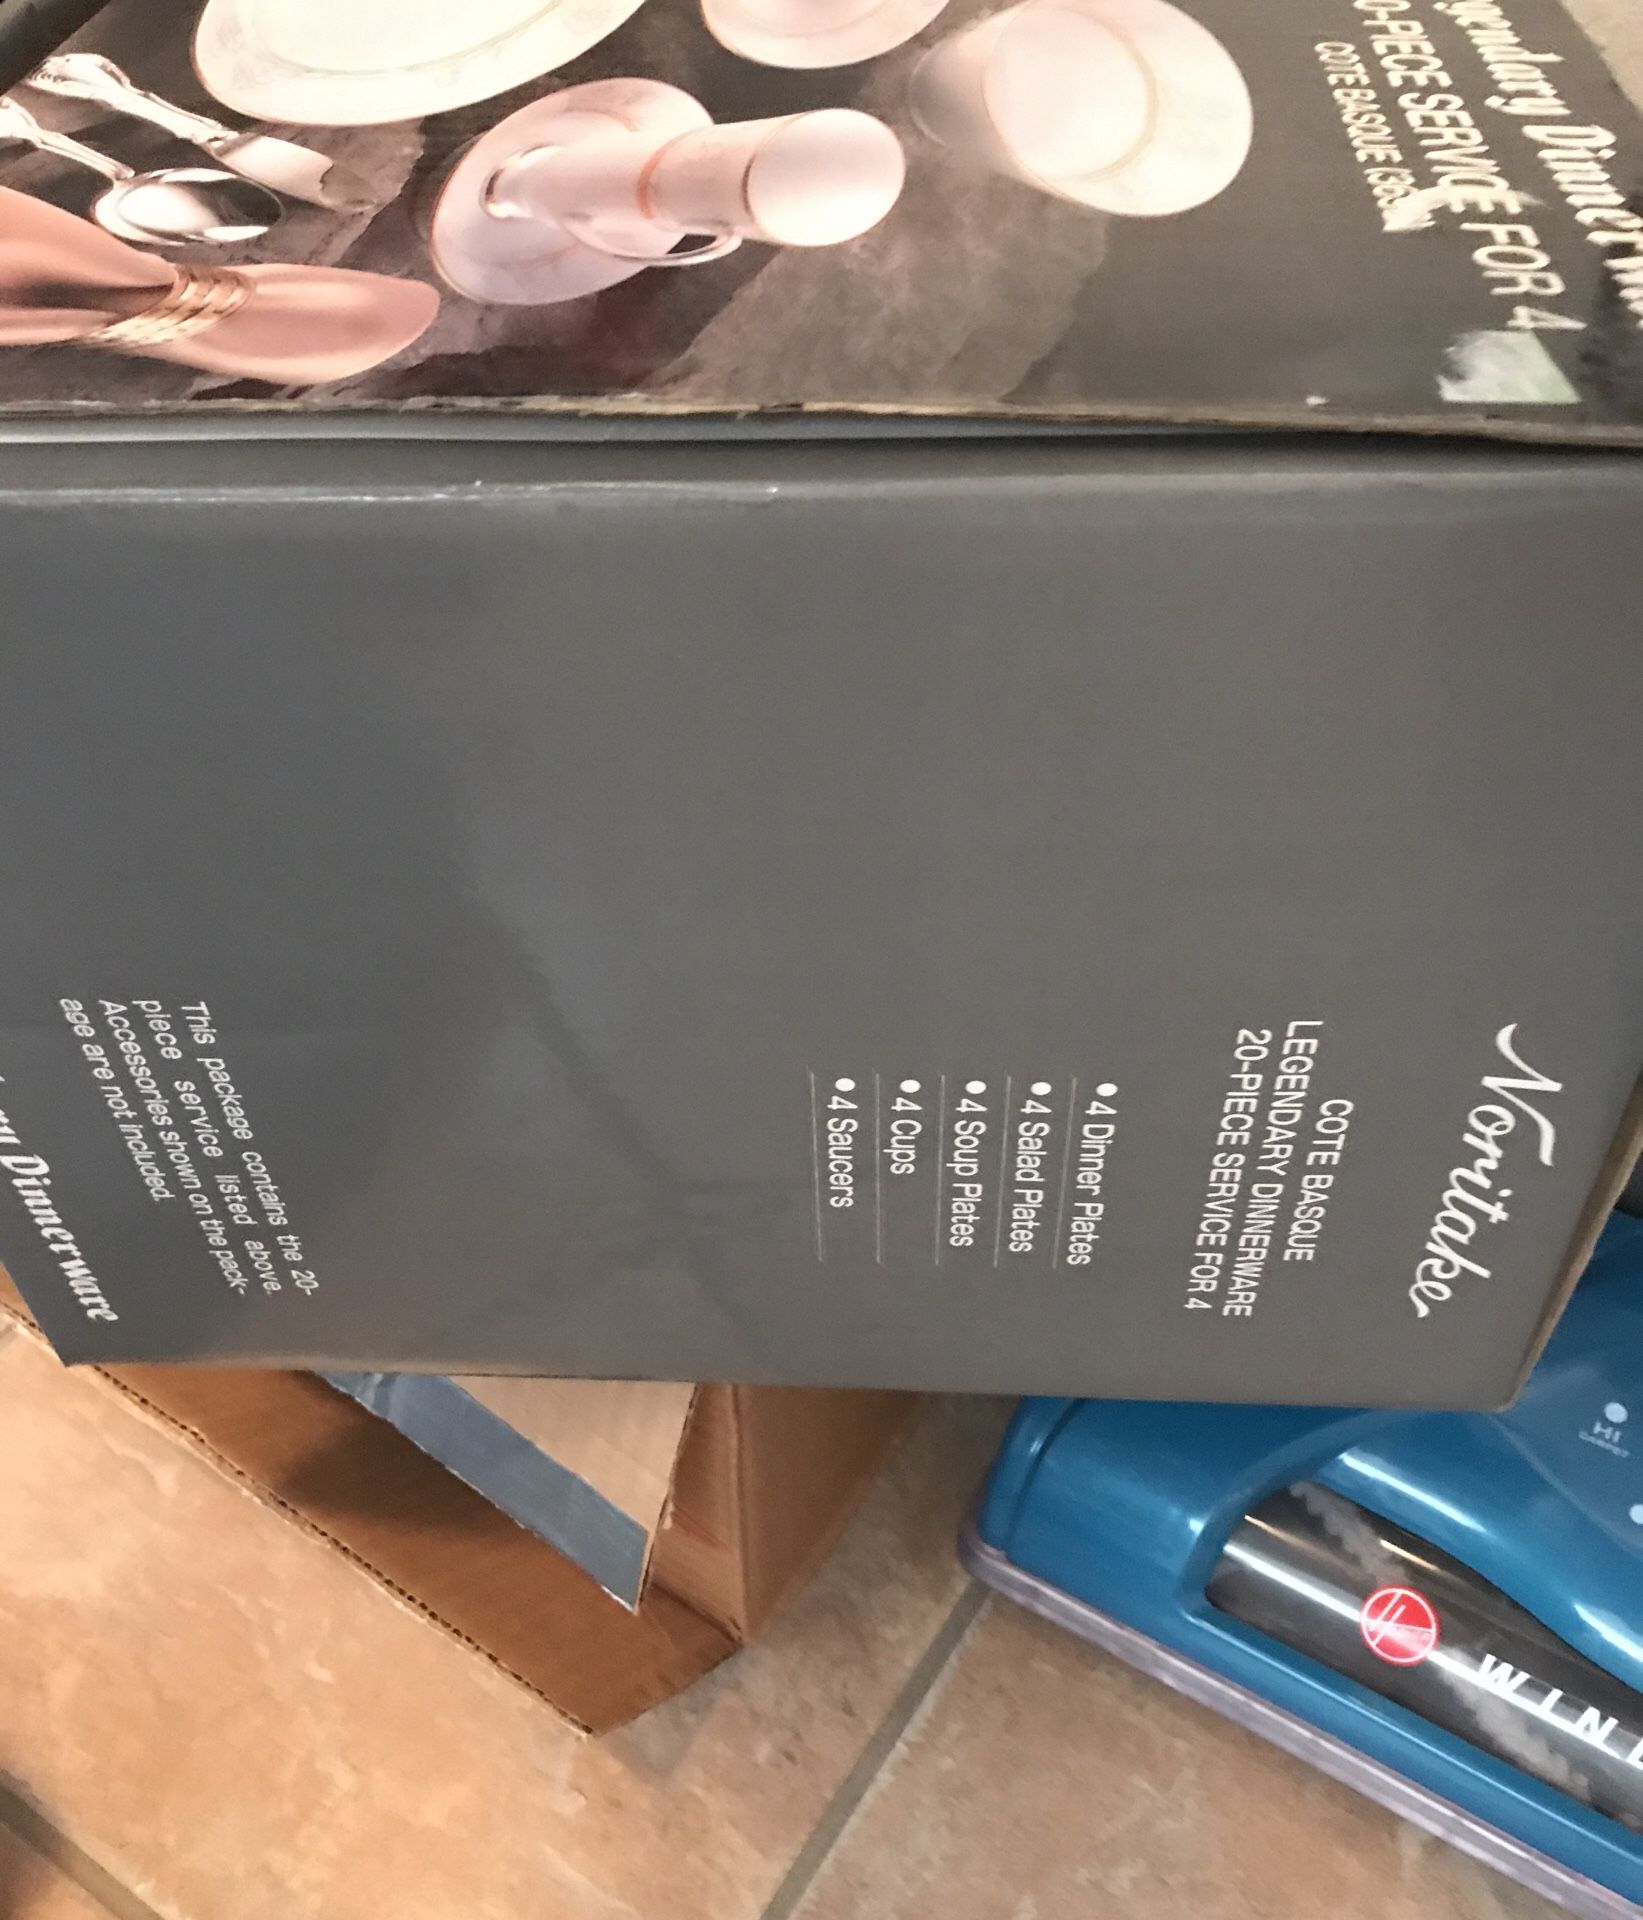 20-PIECE SERVICE FOR 4
COTE BASQUE
Noritake
COTE BASQUE
LEGENDARY DINNERWARE
20-PIECE SERVICE FOR 4
• 4 Dinner Plates
• 4 Salad Plates
• 4 Soup Plates
• 4 Cups
• 4 Saucers
This package contains the 20-
piece service listed above.
Accessories shown on the pack-
age are not included.
Dinnerware
HI
CARPET